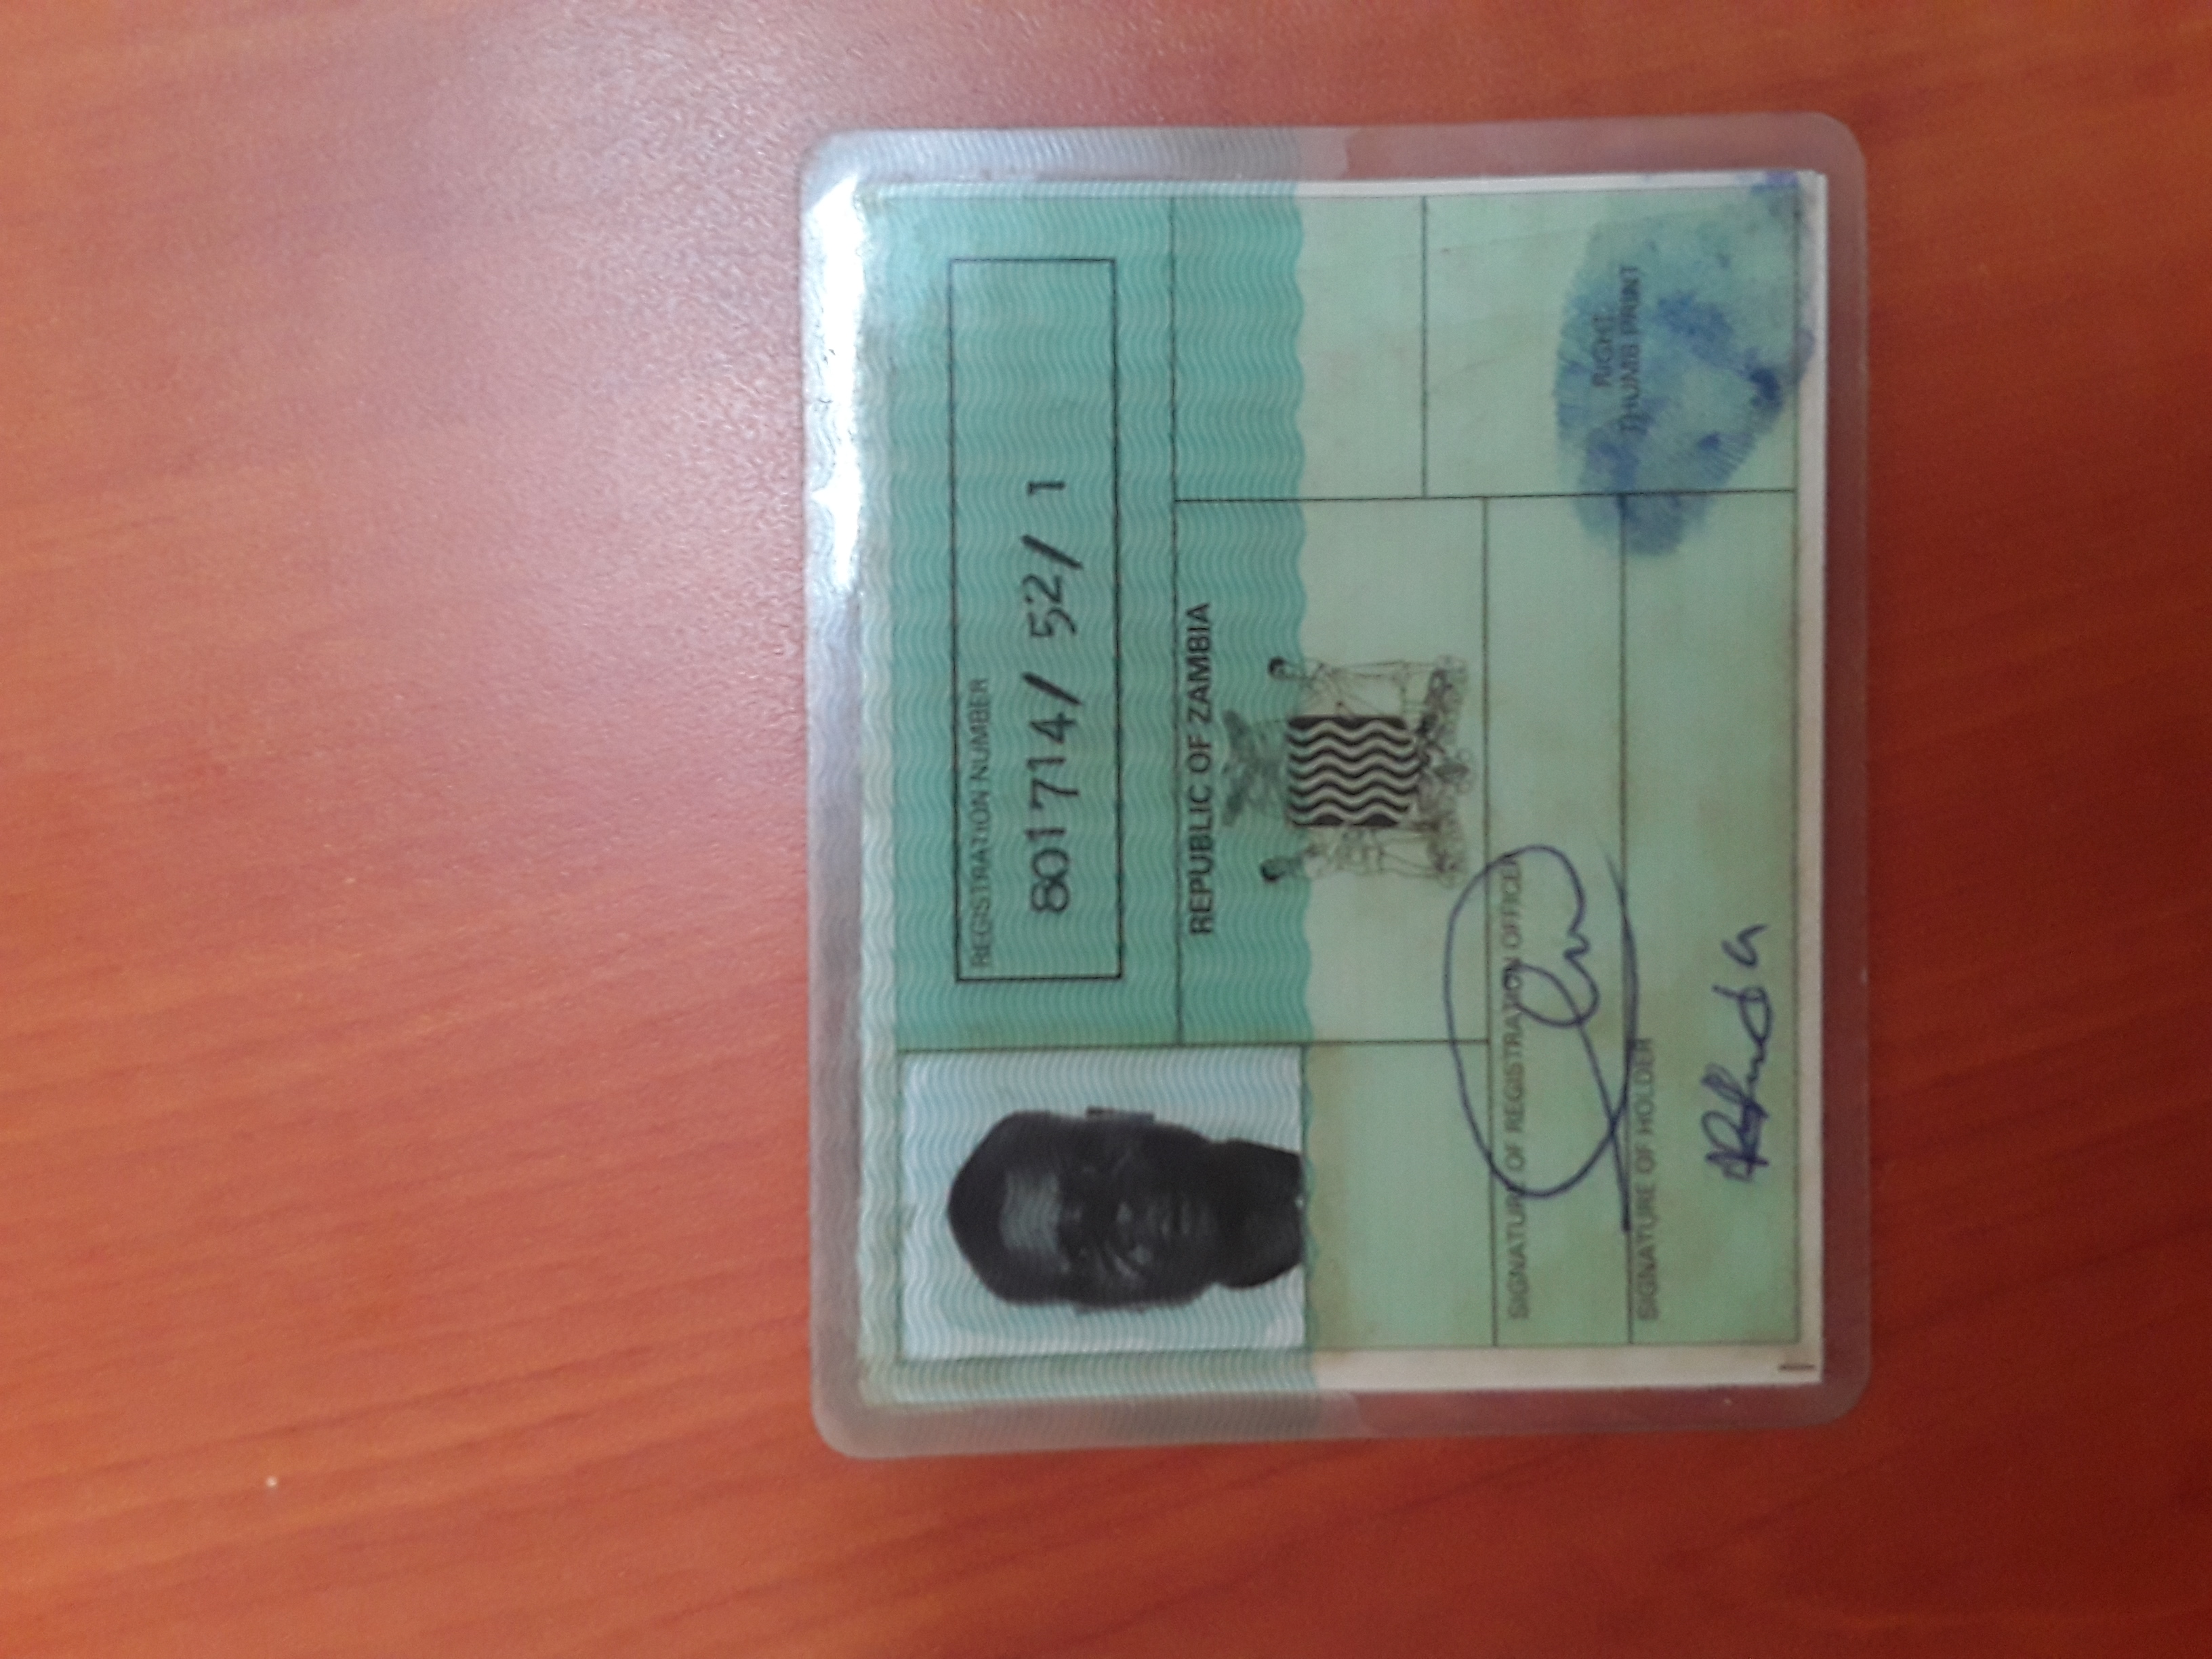 REGISTRATION NUMBER
801714/ 52/ 1
REPUBLIC OF ZAMBIA
SIGNATURE OF REGISTRATION OFFICER
SIGNATURE OF HOLDER
RIGHT
THUMB PRINT